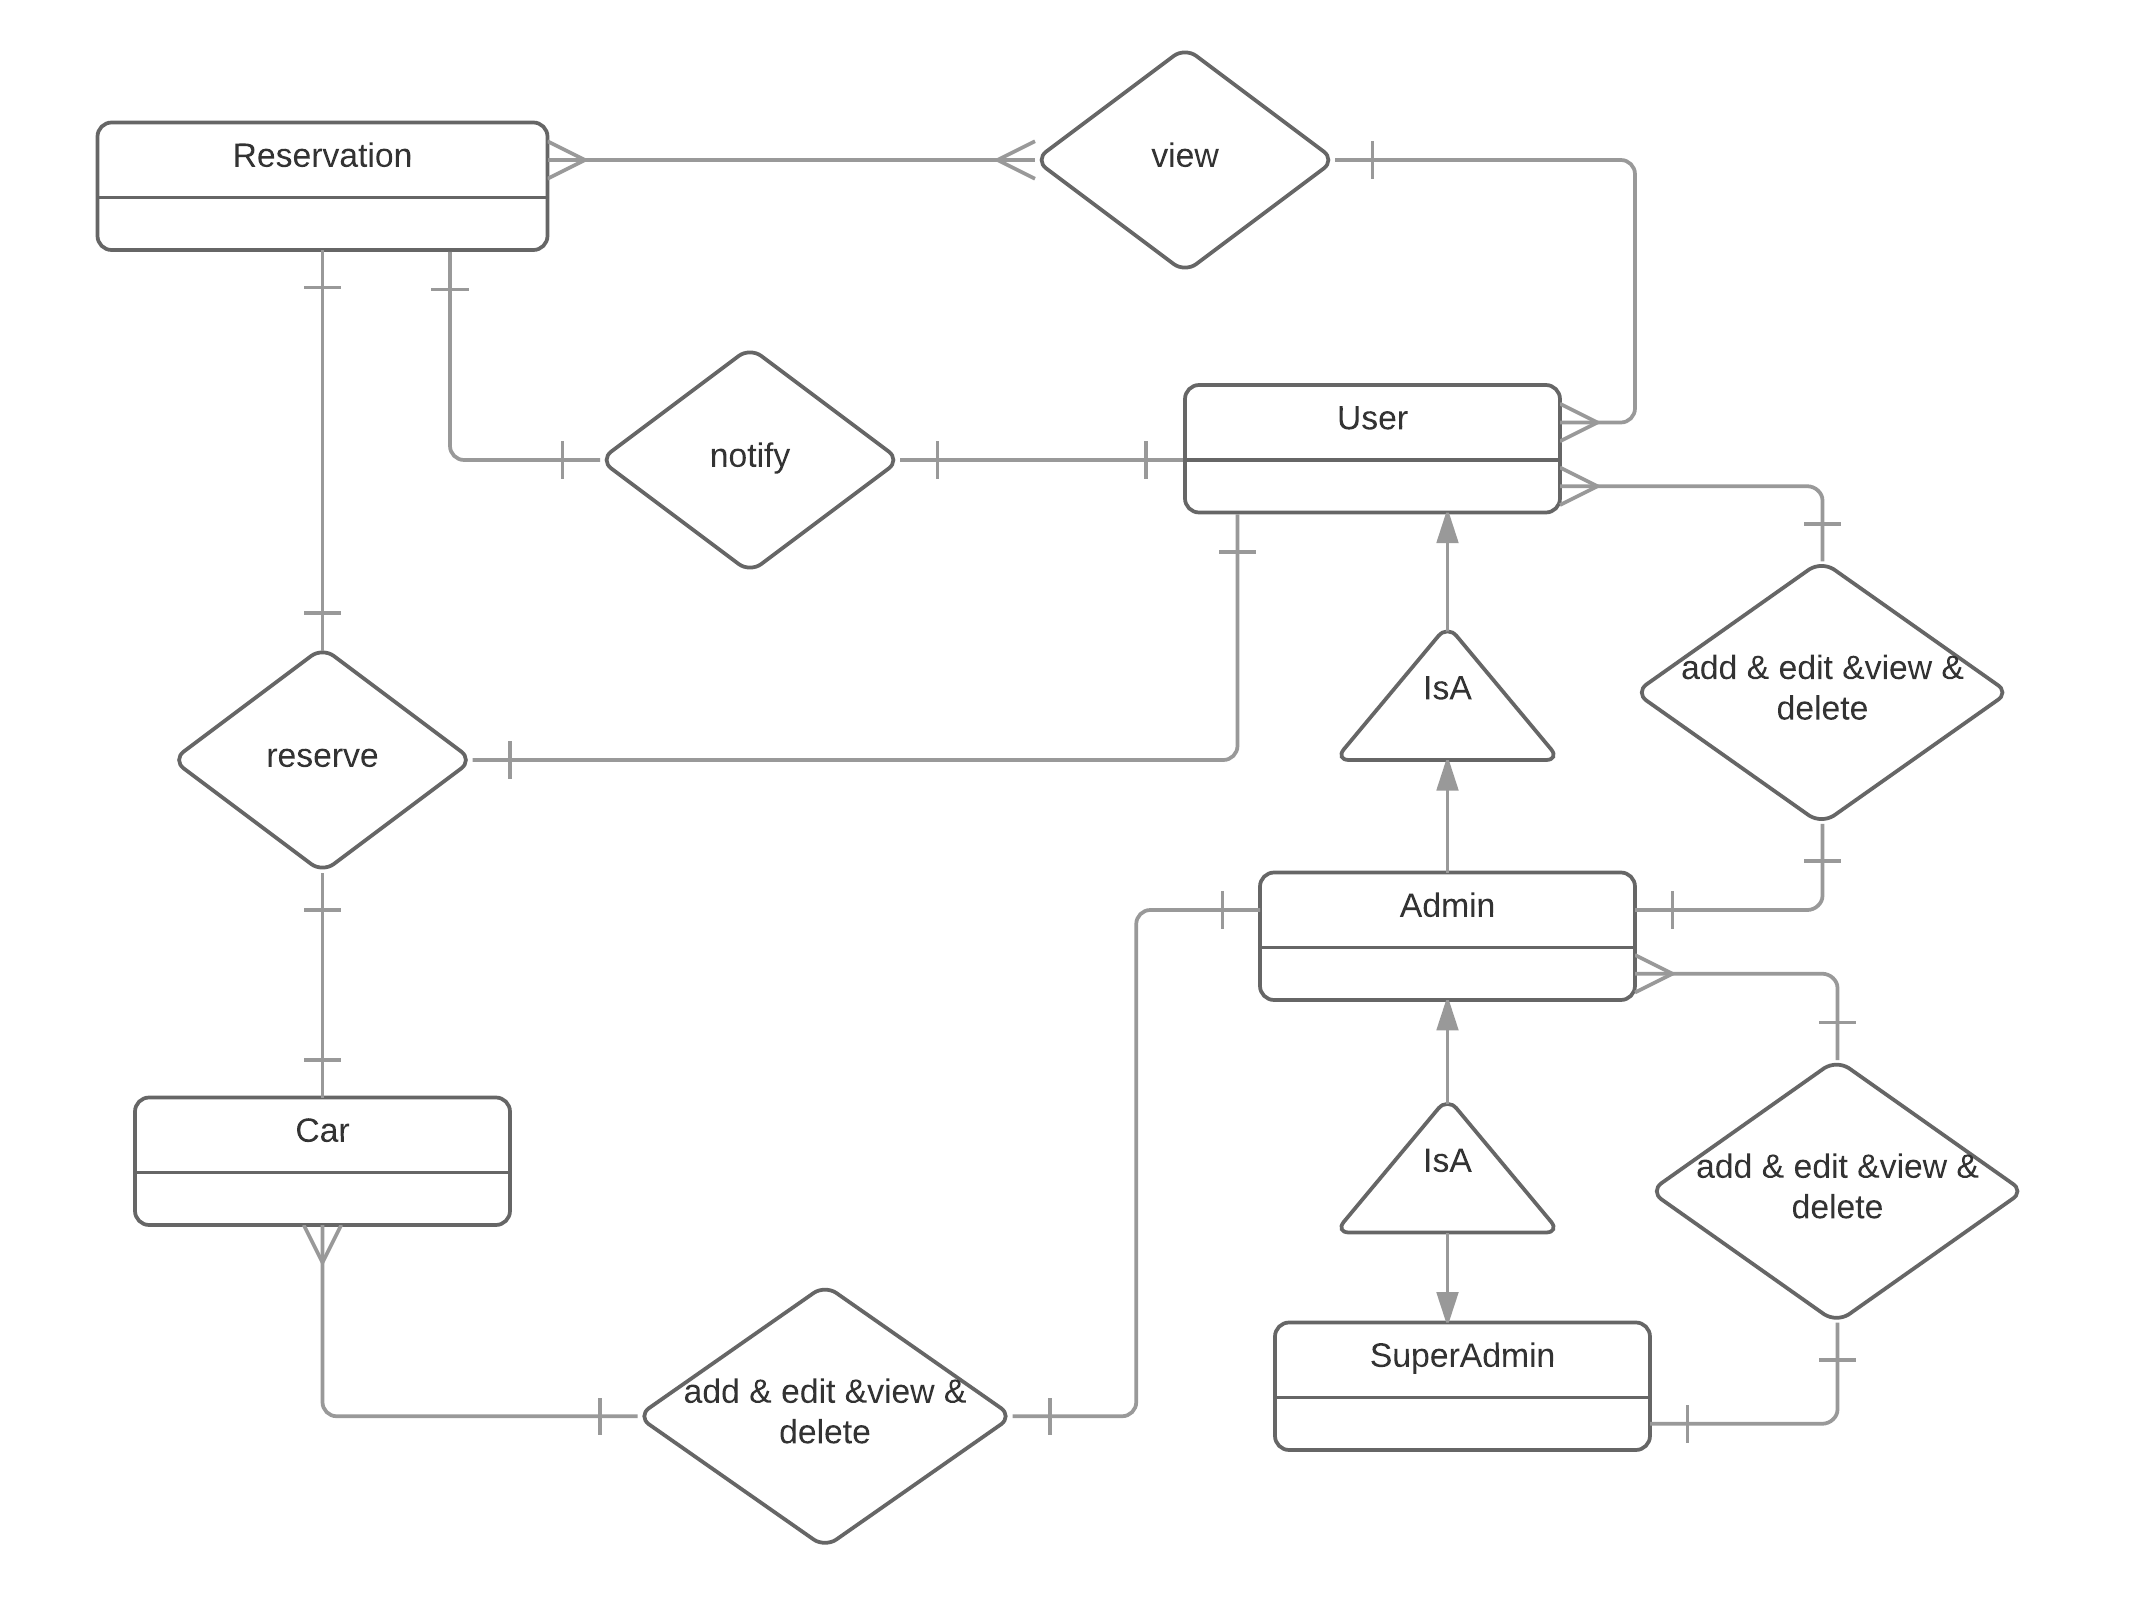 view
Reservation
User
notify
add & edit &view &
delete
IsA
reserve
Admin
Car
IsA
add & edit &view &
delete
SuperAdmin
add & edit &view &
delete